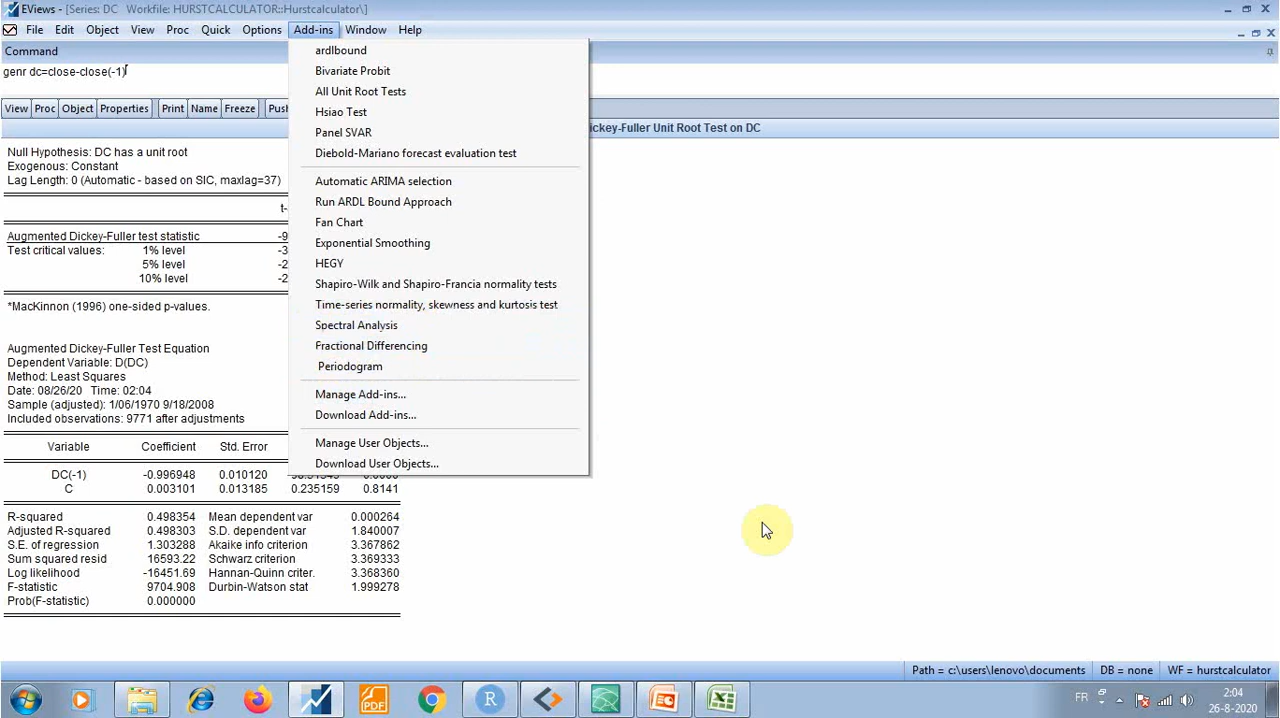 EViews - [Series: DC Workfile: HURSTCALCULATOR::Hurstcalculator\]
File Edit Object View Proc Quick Options Add-ins Window Help
Command
genr dc=close-close(-1)
View Proc Object Properties Print Name Freeze
ickey-Fuller Unit Root Test on DC
ardlbound
Bivariate Probit
All Unit Root Tests
Hsiao Test
Panel SVAR
Diebold-Mariano forecast evaluation test
Automatic ARIMA selection
Run ARDL Bound Approach
Fan Chart
Exponential Smoothing
HEGY
Shapiro-Wilk and Shapiro-Francia normality tests
Time-series normality, skewness and kurtosis test
Spectral Analysis
Fractional Differencing
Periodogram
Manage Add-ins...
Download Add-ins...
Manage User Objects...
Download User Objects...
Null Hypothesis: DC has a unit root
Exogenous: Constant
Lag Length: 0 (Automatic - based on SIC, maxlag=37)
t-
Augmented Dickey-Fuller test statistic -9
Test critical values: 1% level -3
5% level -2
10% level -2
*MacKinnon (1996) one-sided p-values.
Augmented Dickey-Fuller Test Equation
Dependent Variable: D(DC)
Method: Least Squares
Date: 08/26/20 Time: 02:04
Sample (adjusted): 1/06/1970 9/18/2008
Included observations: 9771 after adjustments
Variable Coefficient Std. Error
DC(-1) -0.996948 0.010120
C 0.003101 0.013185 0.235159 0.8141
R-squared 0.498354 Mean dependent var 0.000264
Adjusted R-squared 0.498303 S.D. dependent var 1.840007
S.E. of regression 1.303288 Akaike info criterion 3.367862
Sum squared resid 16593.22 Schwarz criterion 3.369333
Log likelihood -16451.69 Hannan-Quinn criter. 3.368360
F-statistic 9704.908 Durbin-Watson stat 1.999278
Prob(F-statistic) 0.000000
Path = c:\users\lenovo\documents DB = none WF = hurstcalculator
PDF R
FR 2:04
26-8-2020